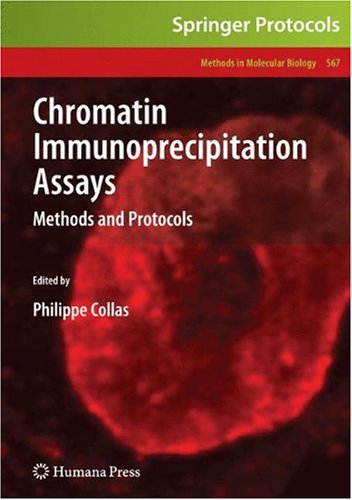 Springer Protocols
Methods in Molecular Biology 567
Chromatin
Immunoprecipitation
Assays
Methods and Protocols
Edited by
Philippe Collas
Humana Press